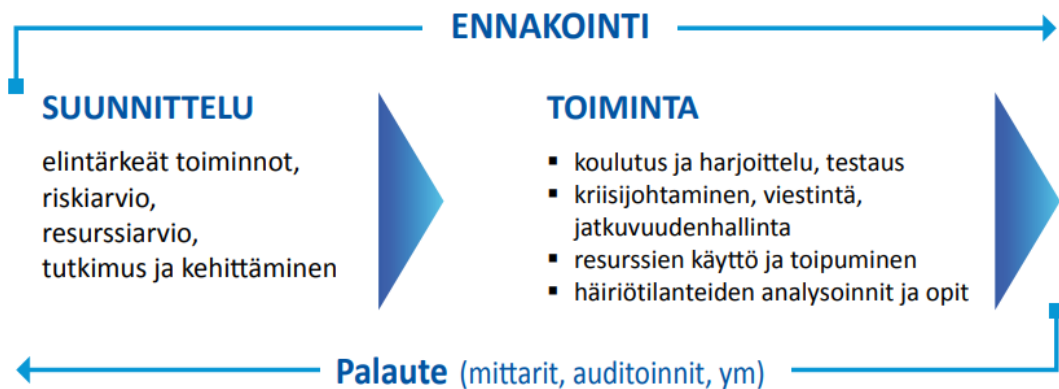 ENNAKOINTI
SUUNNITTELU
elintärkeät toiminnot,
riskiarvio,
resurssiarvio,
tutkimus ja kehittäminen
TOIMINTA
▪ koulutus ja harjoittelu, testaus
▪ kriisijohtaminen, viestintä,
jatkuvuudenhallinta
▪ resurssien käyttö ja toipuminen
▪ häiriötilanteiden analysoinnit ja opit
Palaute (mittarit, auditoinnit, ym)